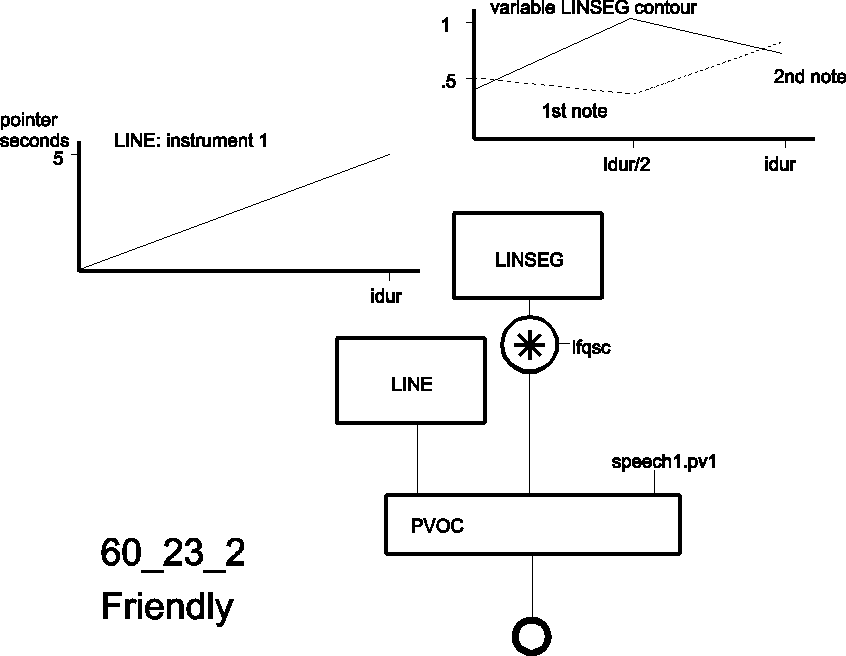 variable LINSEG contour
1
.5
2nd note
1st note
Idur/2
idur
pointer
seconds
5
LINE: instrument 1
idur
LINSEG
Ifqsc
LINE
speech1.pv1
PVOC
60_23_2
Friendly